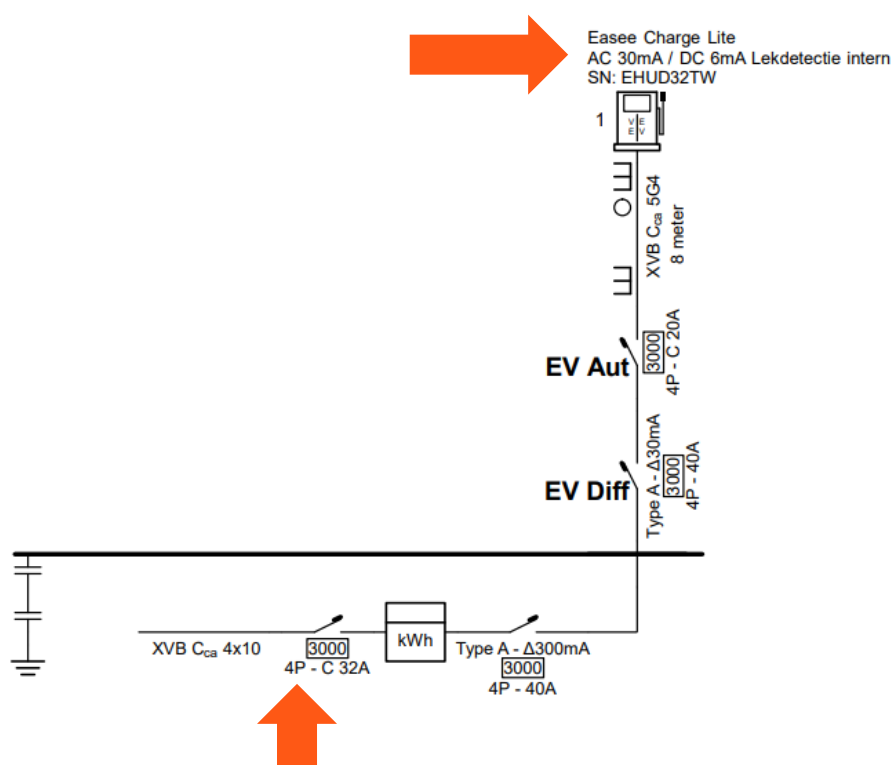 Easee Charge Lite
AC 30mA / DC 6mA Lekdetectie intern
SN: EHUD32TW
1
V E
E V
XVB Cca 5G4
8 meter
EV Aut
3000
4P - C 20A
EV Diff
Type A - Δ30mA
3000
4P - 40A
XVB Cca 4x10
3000
4P - C 32A
kWh
Type A - Δ300mA
3000
4P - 40A